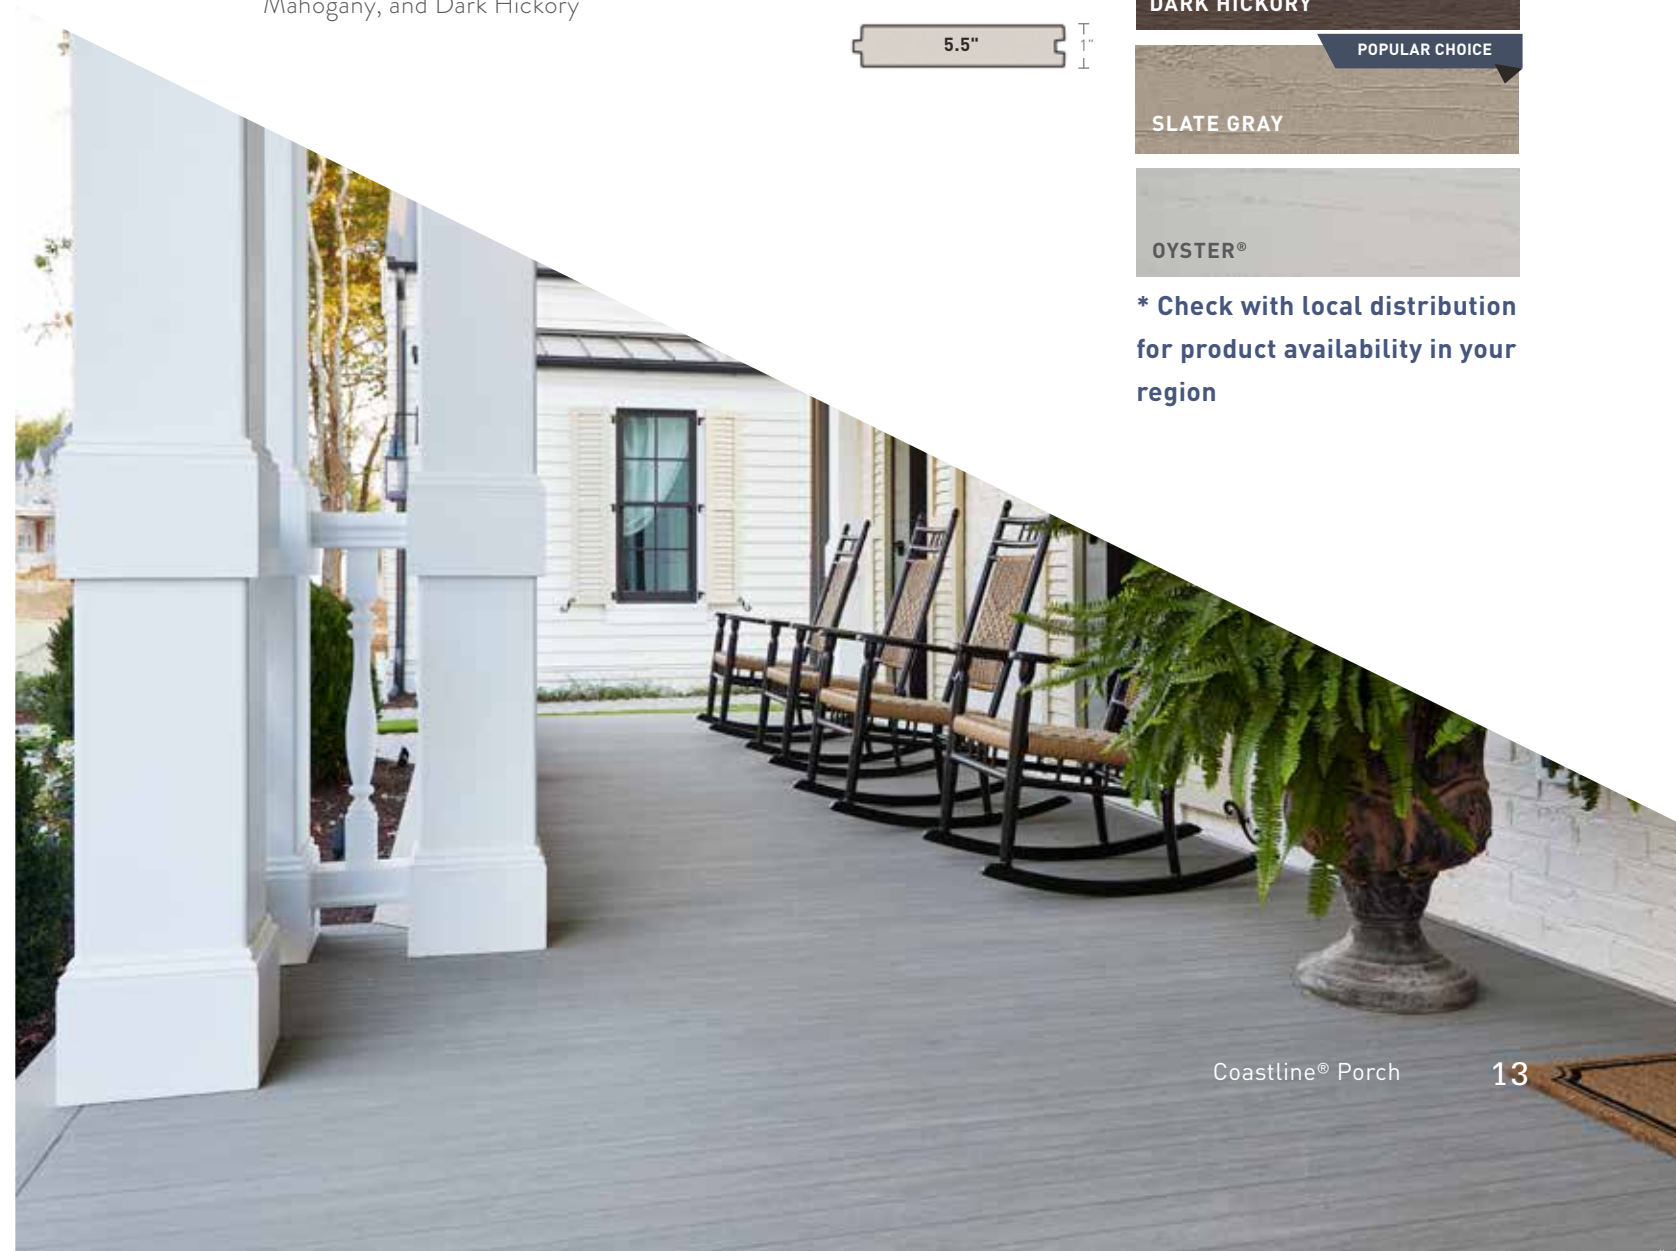 Mahogany, and Dark Hickory
5.5"
1"
DARK HICKORY
POPULAR CHOICE
SLATE GRAY
OYSTER®
* Check with local distribution
for product availability in your
region
Coastline® Porch
13